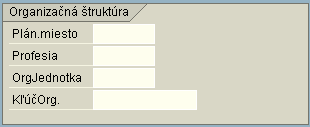 Organizačná štruktúra
Plán.miesto
Profesia
OrgJednotka
KľúčOrg.